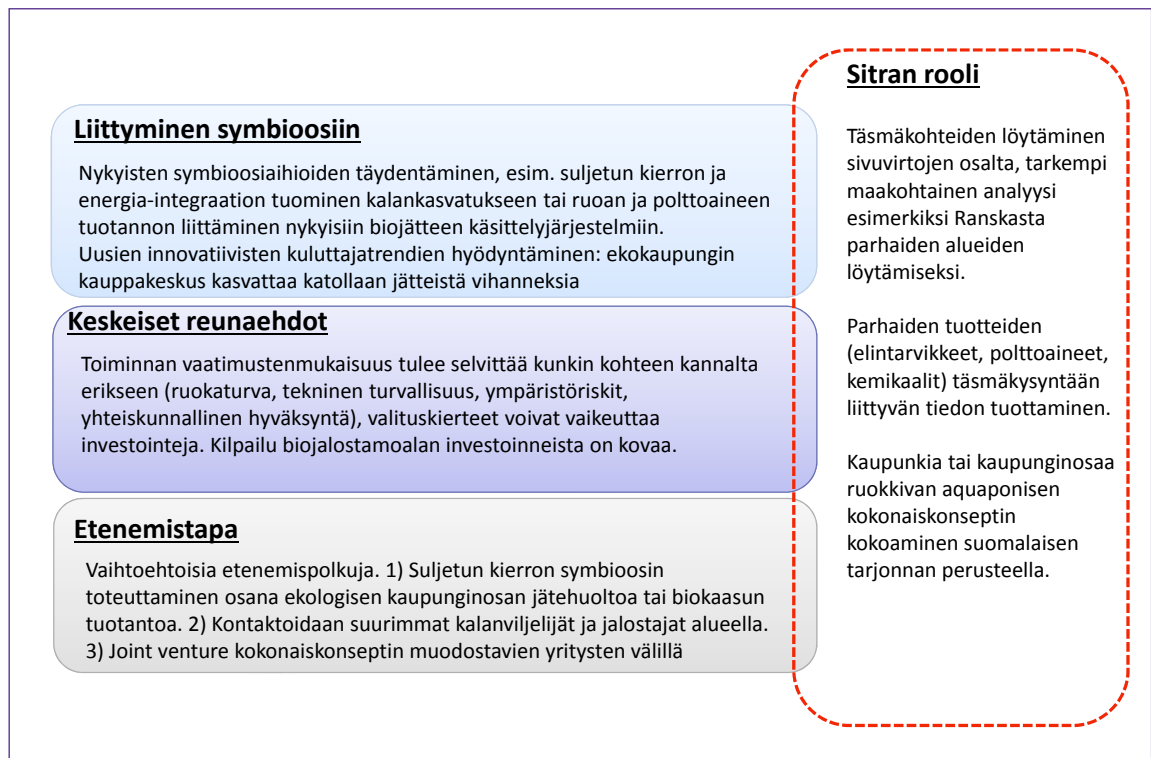 Liittyminen symbioosiin
Nykyisten symbioosiaihioiden täydentäminen, esim. suljetun kierron ja
energia-integraation tuominen kalankasvatukseen tai ruoan ja polttoaineen
tuotannon liittäminen nykyisiin biojätteen käsittelyjärjestelmiin.
Uusien innovatiivisten kuluttajatrendien hyödyntäminen: ekokaupungin
kauppakeskus kasvattaa katollaan jätteistä vihanneksia
Keskeiset reunaehdot
Toiminnan vaatimustenmukaisuus tulee selvittää kunkin kohteen kannalta
erikseen (ruokaturva, tekninen turvallisuus, ympäristöriskit,
yhteiskunnallinen hyväksyntä), valituskierteet voivat vaikeuttaa
investointeja. Kilpailu biojalostamoalan investoinneista on kovaa.
Etenemistapa
Vaihtoehtoisia etenemispolkuja. 1) Suljetun kierron symbioosin
toteuttaminen osana ekologisen kaupunginosan jätehuoltoa tai biokaasun
tuotantoa. 2) Kontaktoidaan suurimmat kalanviljelijät ja jalostajat alueella.
3) Joint venture kokonaiskonseptin muodostavien yritysten välillä
Sitran rooli
Täsmäkohteiden löytäminen
sivuvirtojen osalta, tarkempi
maakohtainen analyysi
esimerkiksi Ranskasta
parhaiden alueiden
löytämiseksi.
Parhaiden tuotteiden
(elintarvikkeet, polttoaineet,
kemikaalit) täsmäkysyntään
liittyvän tiedon tuottaminen.
Kaupunkia tai kaupunginosaa
ruokkivan aquaponisen
kokonaiskonseptin
kokoaminen suomalaisen
tarjonnan perusteella.